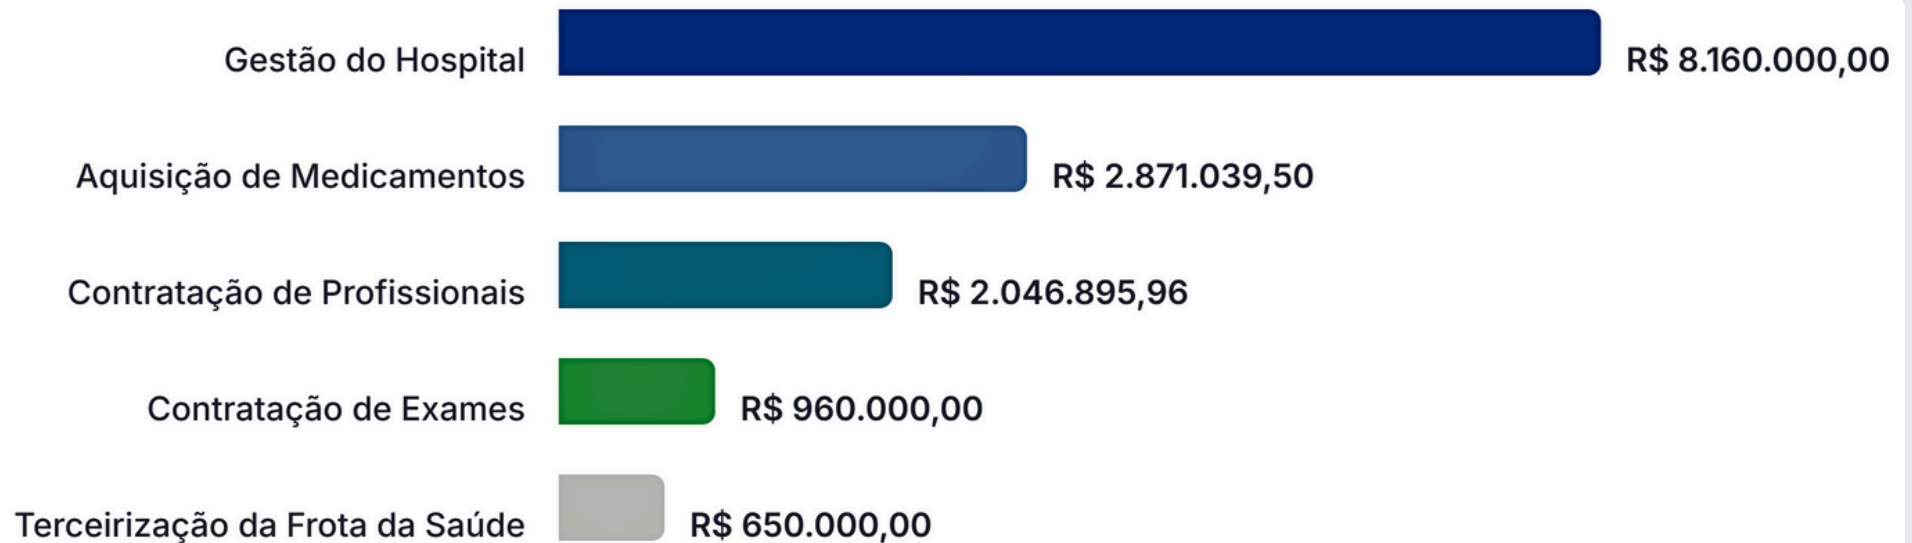 Gestão do Hospital R$ 8.160.000,00
Aquisição de Medicamentos R$ 2.871.039,50
Contratação de Profissionais R$ 2.046.895,96
Contratação de Exames R$ 960.000,00
Terceirização da Frota da Saúde R$ 650.000,00